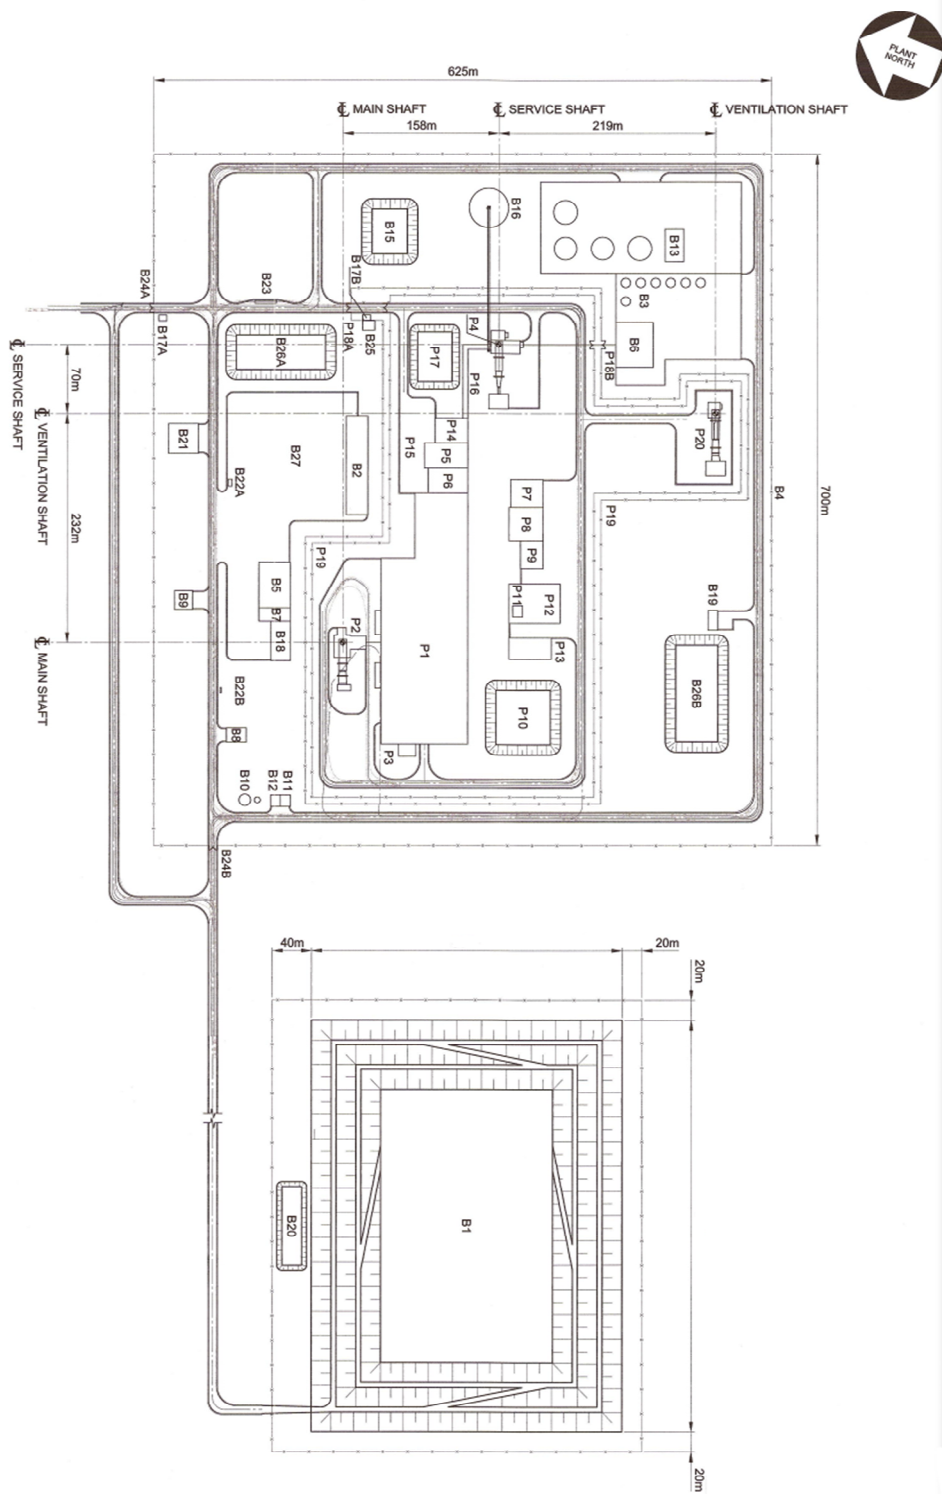 PLANT
NORTH
625m
℄ MAIN SHAFT
℄ SERVICE SHAFT
℄ VENTILATION SHAFT
158m
219m
B16
B15
B13
B17B
B3
B24A
B23
P4
B17A
P18A
B25
B26A
P17
P18B
B6
P16
℄ SERVICE SHAFT
70m
℄ VENTILATION SHAFT
B21
B27
B2
P14
P15
P5
P6
P20
B22A
P7
B4
700m
232m
P8
P19
P19
P9
B5
B9
B7
P11
P12
B19
B18
P2
P1
P13
℄ MAIN SHAFT
B22B
B26B
P10
B8
P3
B10
B12
B11
B24B
40m
20m
20m
B20
B1
20m